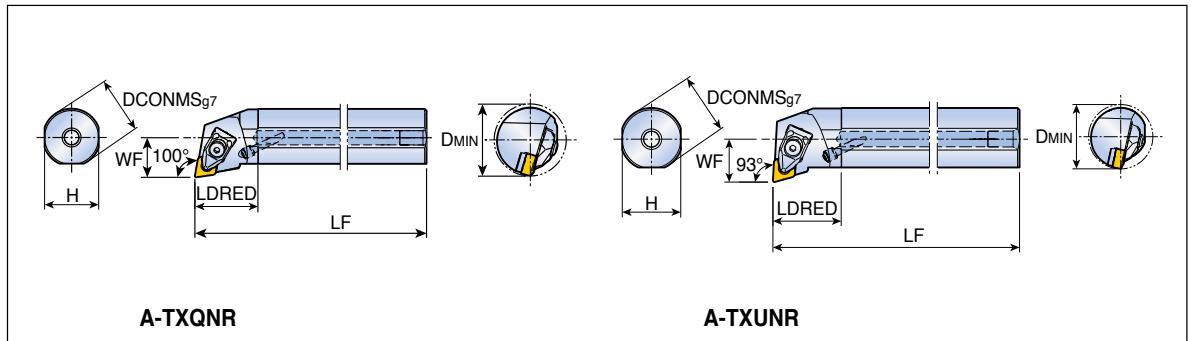 DCONMSg7
WF
100°
H
LDRED
LF
DMIN
A-TXQNR
DCONMSg7
WF
93°
H
LDRED
LF
DMIN
A-TXUNR